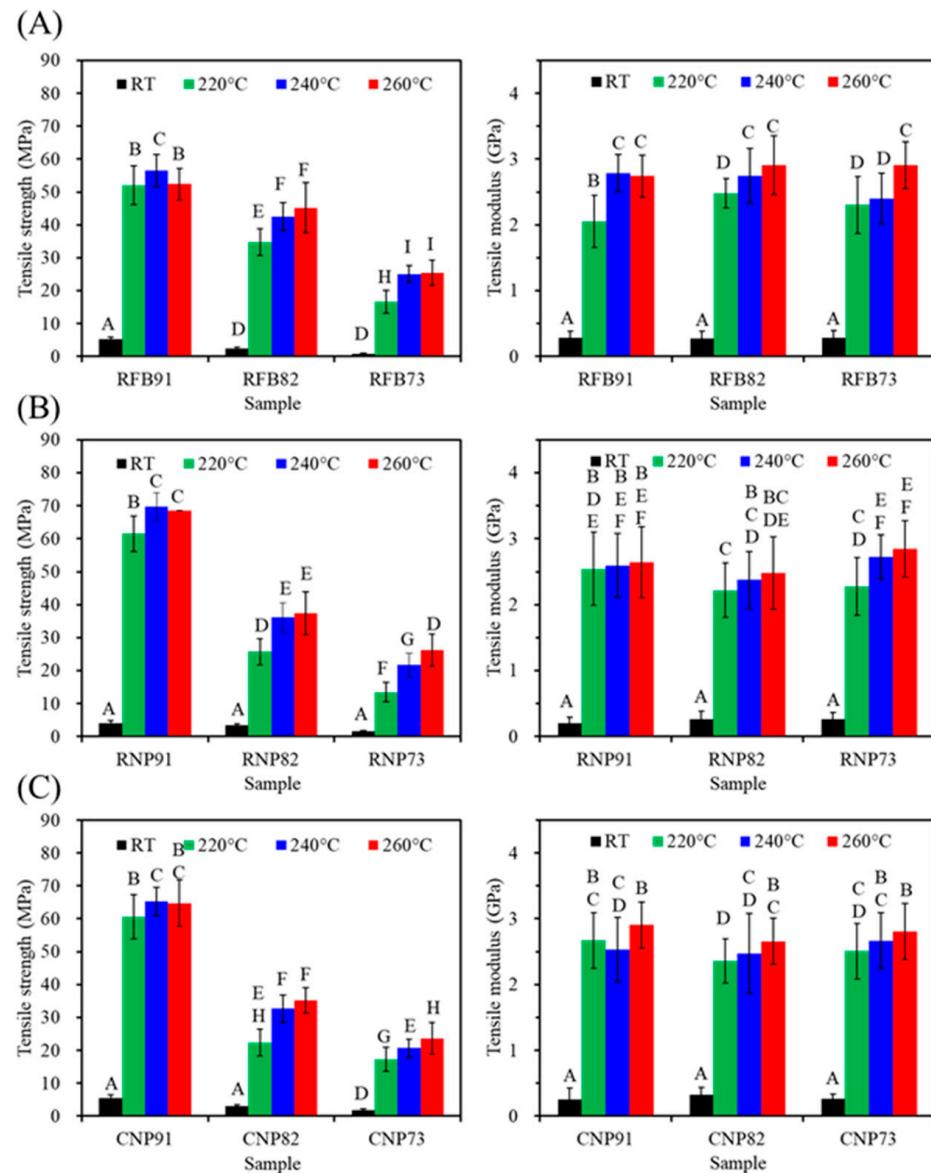 (A)
90
80
70
60
50
40
30
20
10
0
Tensile strength (MPa)
RT 220°C 240°C 260°C
A B C B
D E F F
D H I I
RFB91 RFB82 RFB73
Sample
4
3
2
1
0
Tensile modulus (GPa)
RT 220°C 240°C 260°C
A B C C
A D C C
A D D C
RFB91 RFB82 RFB73
Sample
(B)
90
80
70
60
50
40
30
20
10
0
Tensile strength (MPa)
RT 220°C 240°C 260°C
A B C C
A D E E
A F G D
RNP91 RNP82 RNP73
Sample
4
3
2
1
0
Tensile modulus (GPa)
RT 220°C 240°C 260°C
B B B
D E E
E F F
A
B BC
C DE
C D
A
C E E
D F F
A
RNP91 RNP82 RNP73
Sample
(C)
90
80
70
60
50
40
30
20
10
0
Tensile strength (MPa)
RT 220°C 240°C 260°C
B
A B C C
E
H F F
A
D G E H
CNP91 CNP82 CNP73
Sample
4
3
2
1
0
Tensile modulus (GPa)
RT 220°C 240°C 260°C
B C B
C D
A
C B
D D C
A
C B B
D C
A
CNP91 CNP82 CNP73
Sample